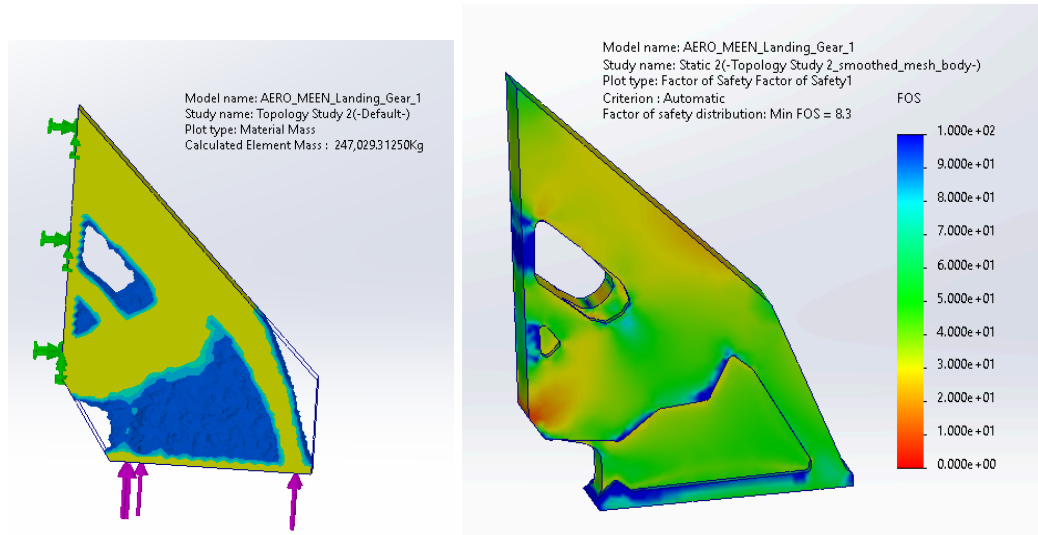 Model name: AERO_MEEN_Landing_Gear_1
Study name: Topology Study 2(-Default-)
Plot type: Material Mass
Calculated Element Mass : 247,029.31250Kg
Model name: AERO_MEEN_Landing_Gear_1
Study name: Static 2(-Topology Study 2_smoothed_mesh_body-)
Plot type: Factor of Safety Factor of Safety1
Criterion : Automatic
Factor of safety distribution: Min FOS = 8.3
FOS
1.000e+02
9.000e+01
8.000e+01
7.000e+01
6.000e+01
5.000e+01
4.000e+01
3.000e+01
2.000e+01
1.000e+01
0.000e+00